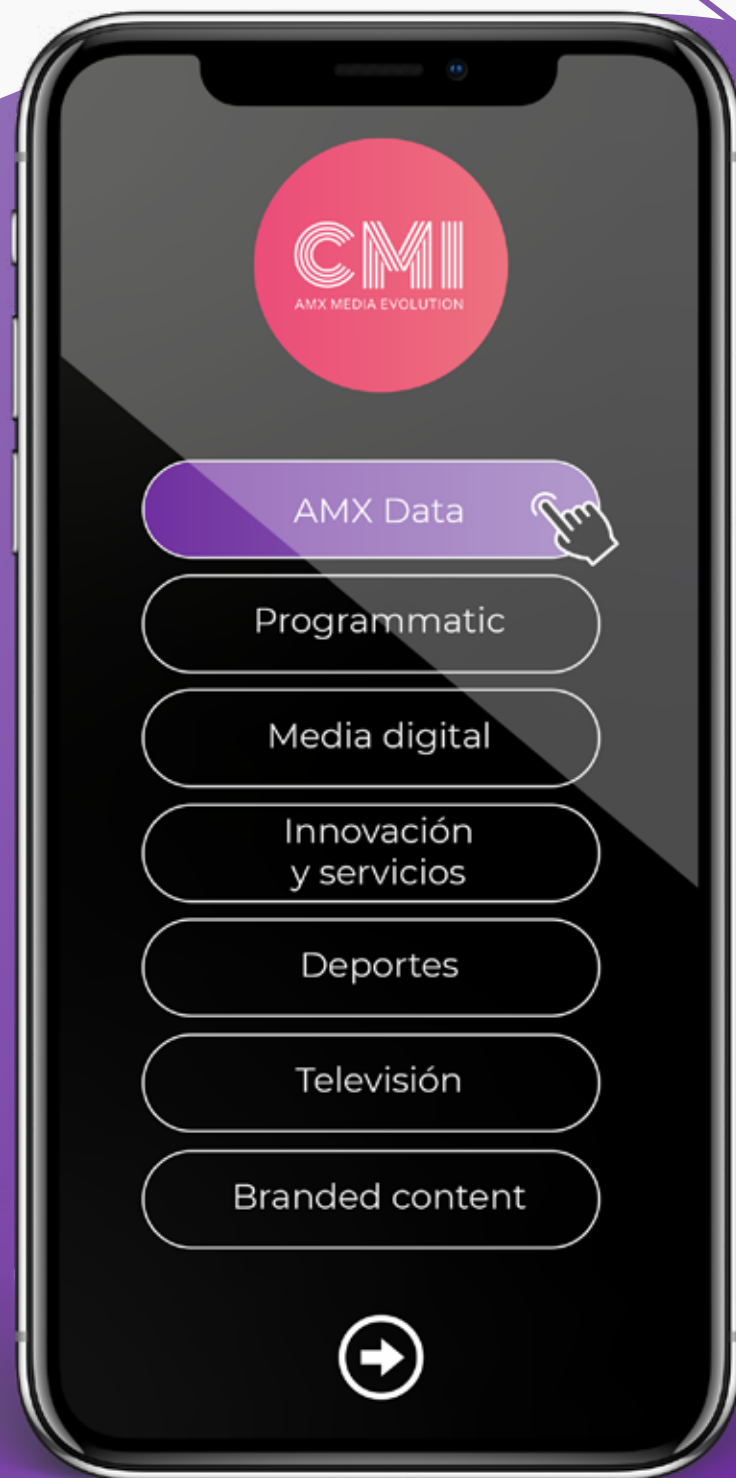 CMI
AMX MEDIA EVOLUTION
AMX Data
Programmatic
Media digital
Innovación
y servicios
Deportes
Televisión
Branded content